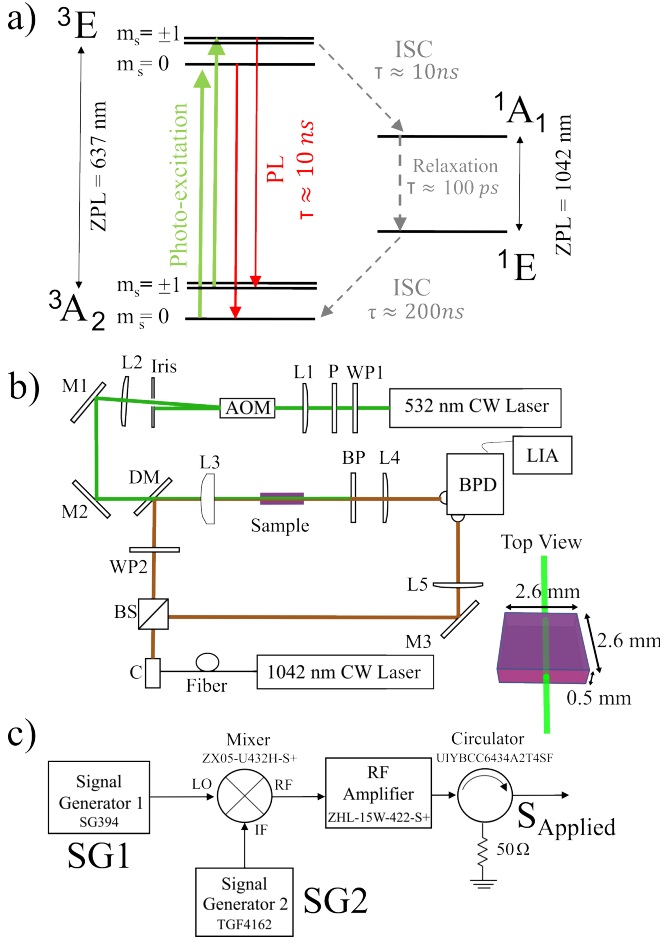 a)
³E
mₛ= ±1
mₛ= 0
ZPL = 637 nm
Photo-excitation
PL
τ ≈ 10 ns
ISC
τ ≈ 10ns
¹A₁
Relaxation
τ ≈ 100 ps
ZPL = 1042 nm
¹E
ISC
τ ≈ 200ns
mₛ= ±1
³A₂
mₛ= 0
b)
M1
L2
Iris
AOM
L1
P
WP1
532 nm CW Laser
M2
DM
L3
Sample
BP
L4
BPD
LIA
WP2
BS
L5
M3
C
Fiber
1042 nm CW Laser
Top View
2.6 mm
2.6 mm
0.5 mm
c)
Signal
Generator 1
SG394
SG1
LO
Mixer
ZX05-U432H-S+
RF
IF
Signal
Generator 2
TGF4162
SG2
RF
Amplifier
ZHL-15W-422-S+
Circulator
UIYBCC6434A2T4SF
50Ω
S Applied